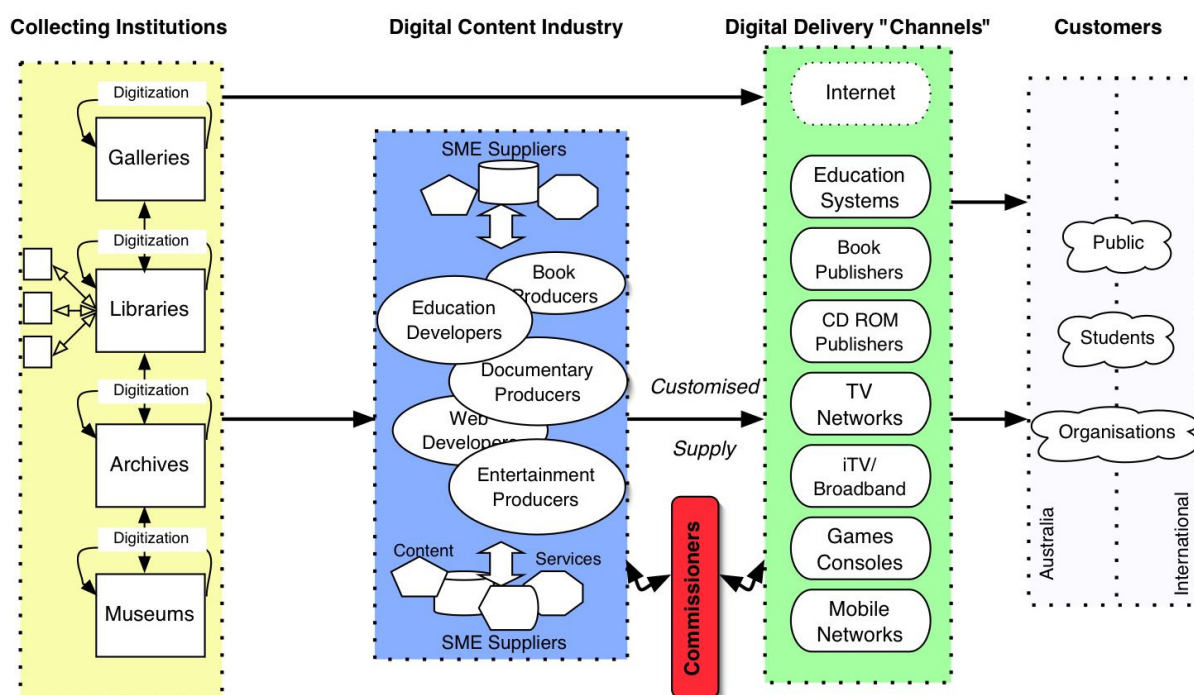 Collecting Institutions
Digital Content Industry
Digital Delivery "Channels"
Customers
Digitization
Galleries
Digitization
Libraries
Digitization
Archives
Digitization
Museums
SME Suppliers
Book
Producers
Education
Developers
Documentary
Producers
Web
Developers
Entertainment
Producers
Content
Services
SME Suppliers
Customised
Supply
Commissioners
Internet
Education
Systems
Book
Publishers
CD ROM
Publishers
TV
Networks
iTV/
Broadband
Games
Consoles
Mobile
Networks
Public
Students
Organisations
Australia
International